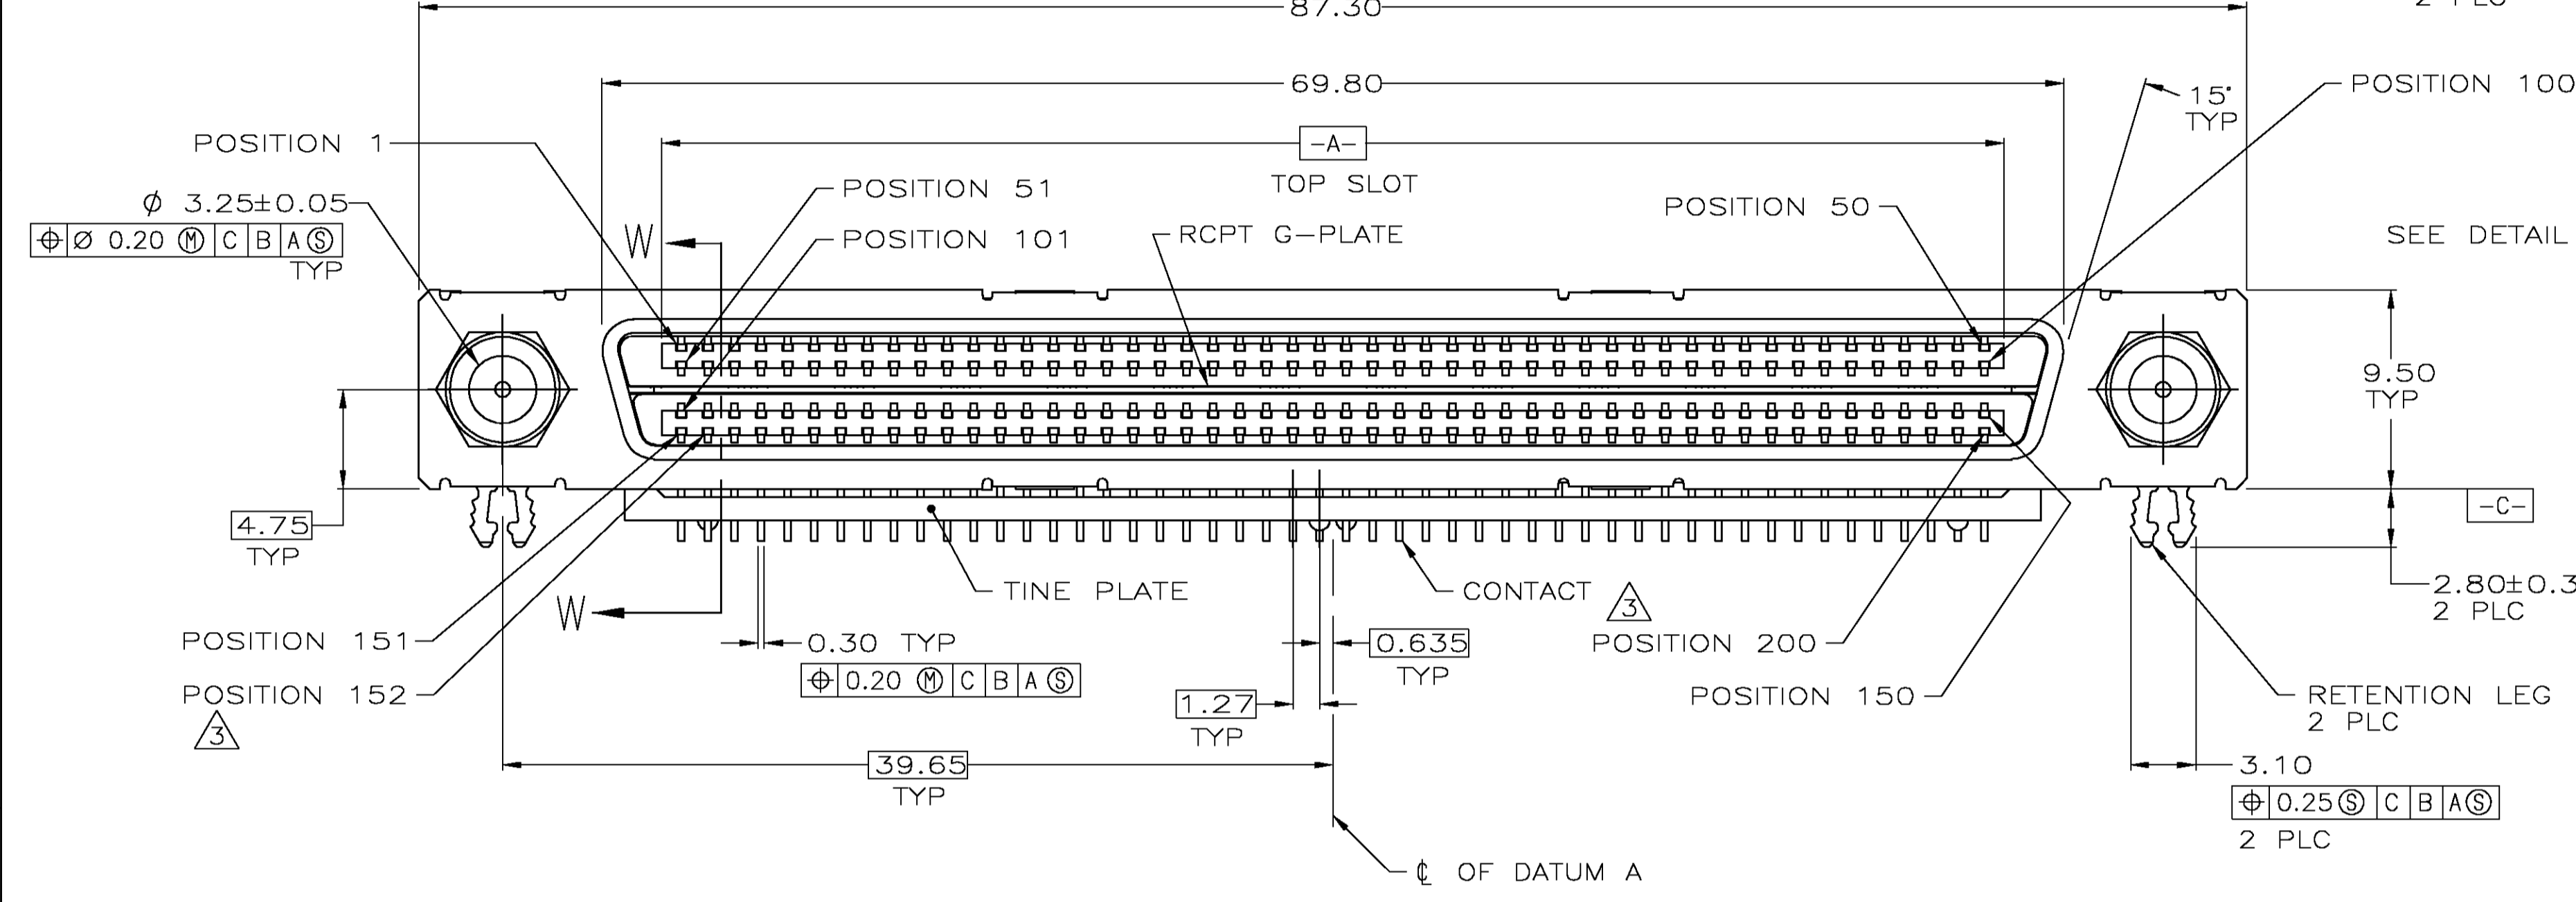 87.30
2 PLC
69.80
POSITION 100
15°
TYP
POSITION 1
-A-
TOP SLOT
POSITION 51
Ø 3.25±0.05
⌖ Ø 0.20 Ⓜ C B A Ⓢ
TYP
POSITION 50
W
POSITION 101
RCPT G-PLATE
SEE DETAIL
9.50
TYP
4.75
TYP
-C-
TINE PLATE
CONTACT
3
2.80±0.3
2 PLC
W
POSITION 151
0.30 TYP
⌖ 0.20 Ⓜ C B A Ⓢ
0.635
TYP
POSITION 200
POSITION 152
3
1.27
TYP
POSITION 150
RETENTION LEG
2 PLC
39.65
TYP
3.10
⌖ 0.25 Ⓢ C B A Ⓢ
2 PLC
℄ OF DATUM A